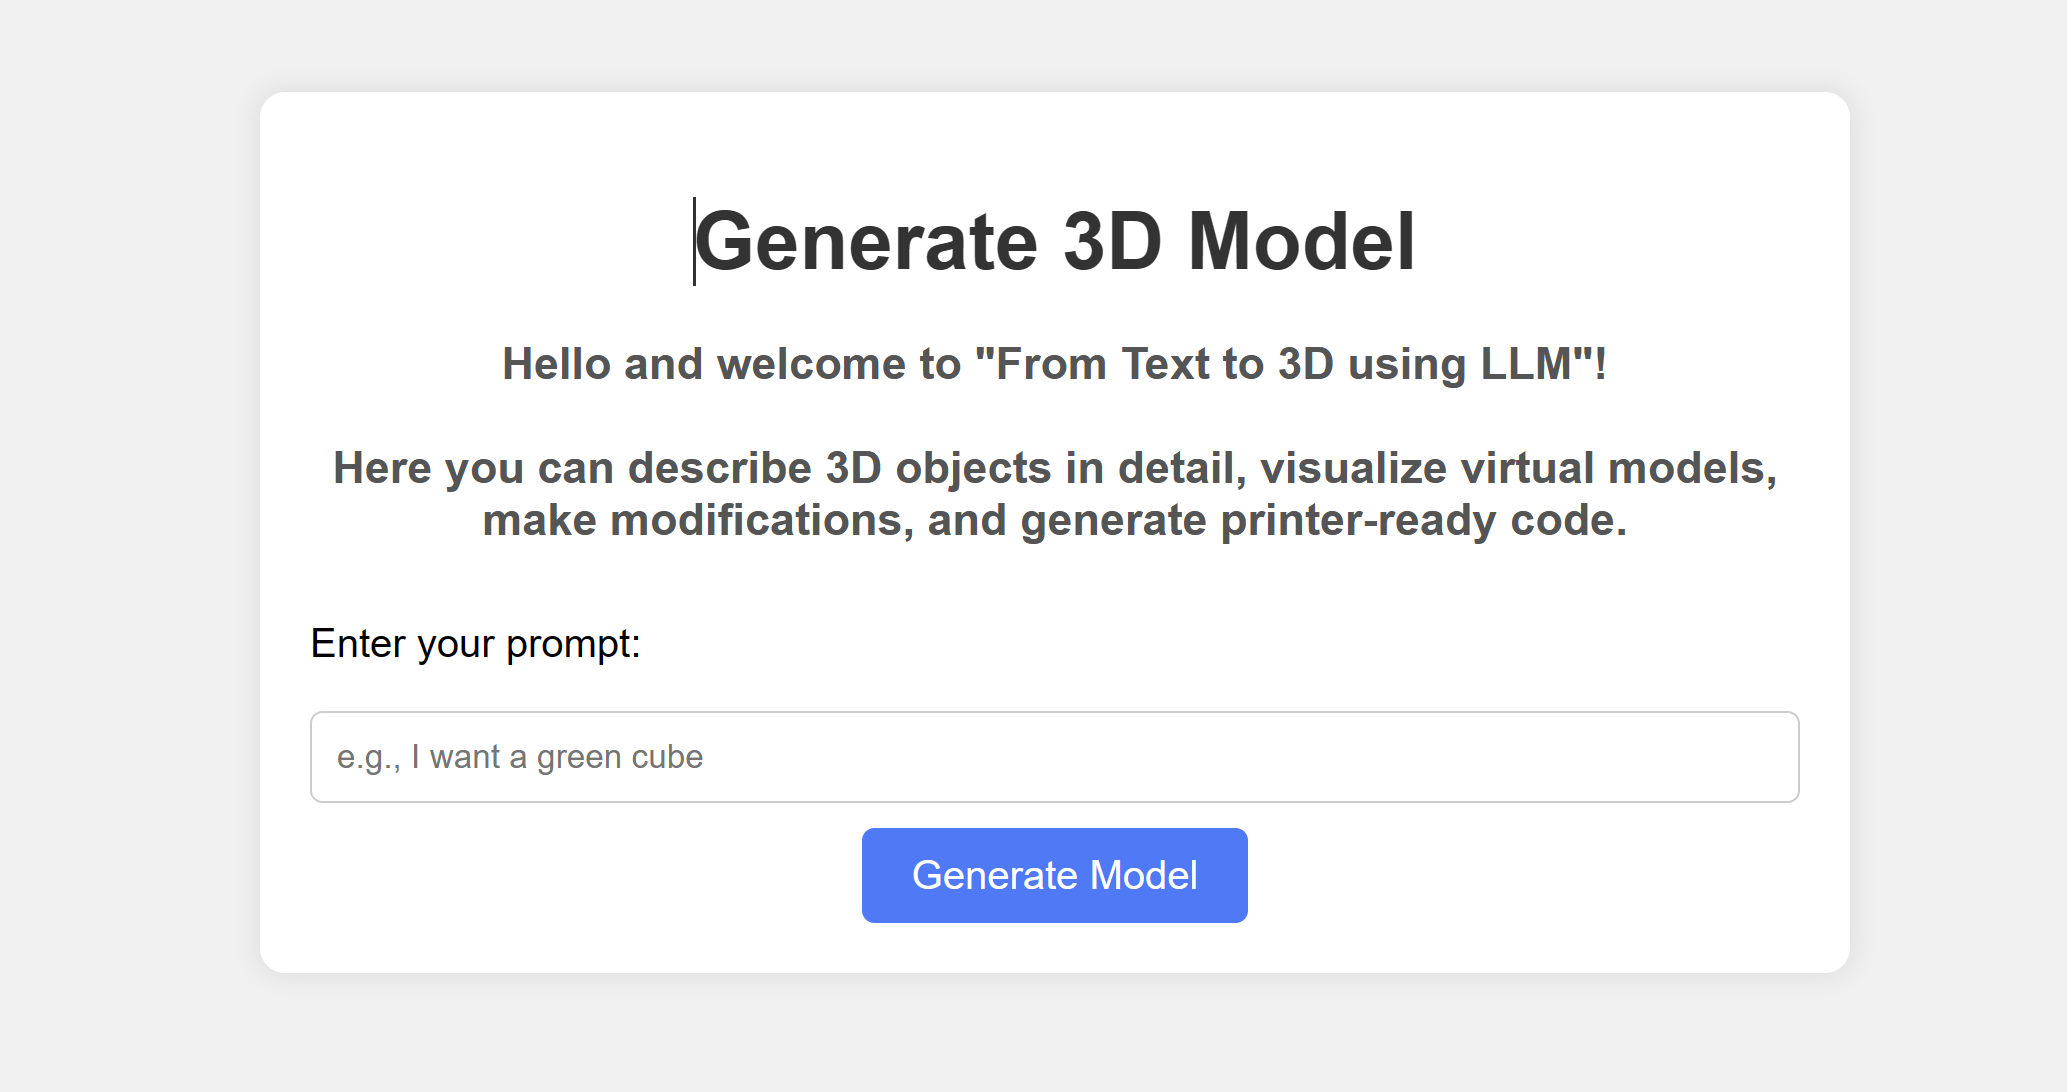 Generate 3D Model
Hello and welcome to "From Text to 3D using LLM"!
Here you can describe 3D objects in detail, visualize virtual models,
make modifications, and generate printer-ready code.
Enter your prompt:
e.g., I want a green cube
Generate Model